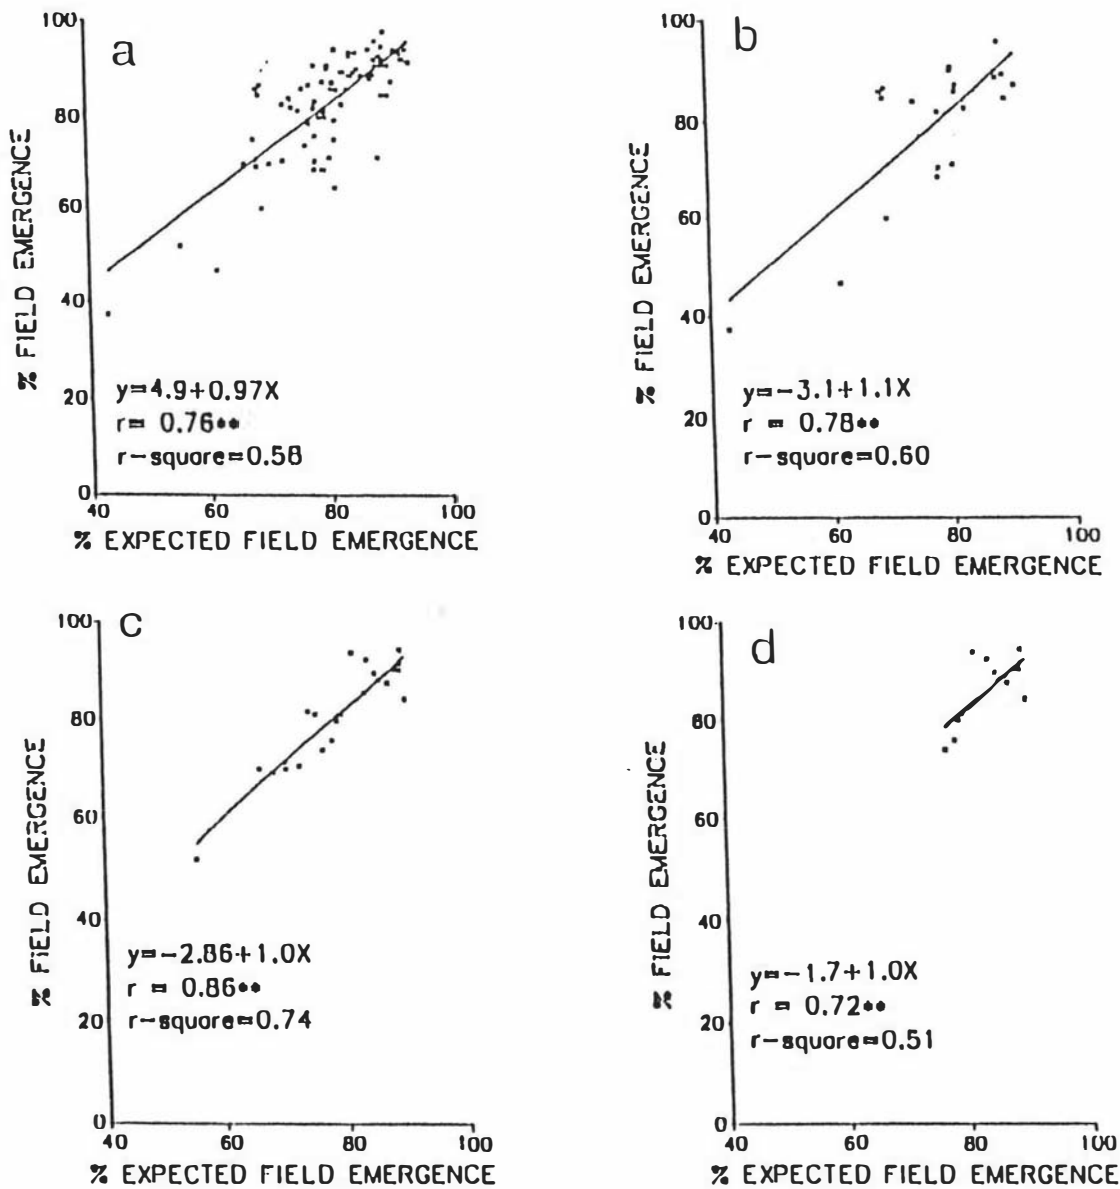 a
% FIELD EMERGENCE
100
80
60
40
20
0
y=4.9+0.97X
r= 0.76**
r-square=0.58
40 60 80 100
% EXPECTED FIELD EMERGENCE
b
% FIELD EMERGENCE
100
80
60
40
20
0
y=-3.1+1.1X
r = 0.78**
r-square=0.60
40 60 80 100
% EXPECTED FIELD EMERGENCE
c
% FIELD EMERGENCE
100
80
60
40
20
0
y=-2.86+1.0X
r = 0.86**
r-square=0.74
40 60 80 100
% EXPECTED FIELD EMERGENCE
d
% FIELD EMERGENCE
100
80
60
40
20
0
y=-1.7+1.0X
r = 0.72**
r-square=0.51
40 60 80 100
% EXPECTED FIELD EMERGENCE